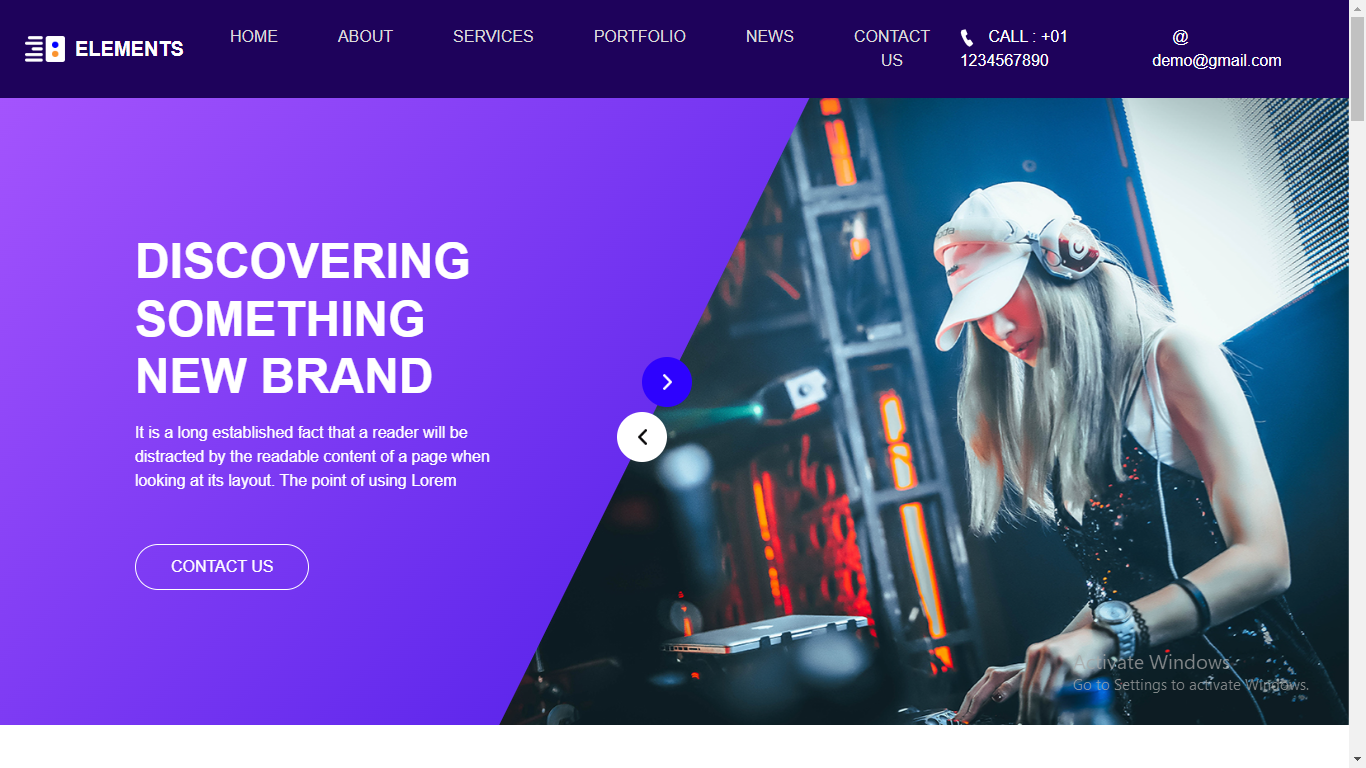 ELEMENTS
HOME
ABOUT
SERVICES
PORTFOLIO
NEWS
CONTACT
US
CALL : +01
1234567890
@
demo@gmail.com
DISCOVERING
SOMETHING
NEW BRAND
It is a long established fact that a reader will be
distracted by the readable content of a page when
looking at its layout. The point of using Lorem
CONTACT US
Activate Windows
Go to Settings to activate Windows.